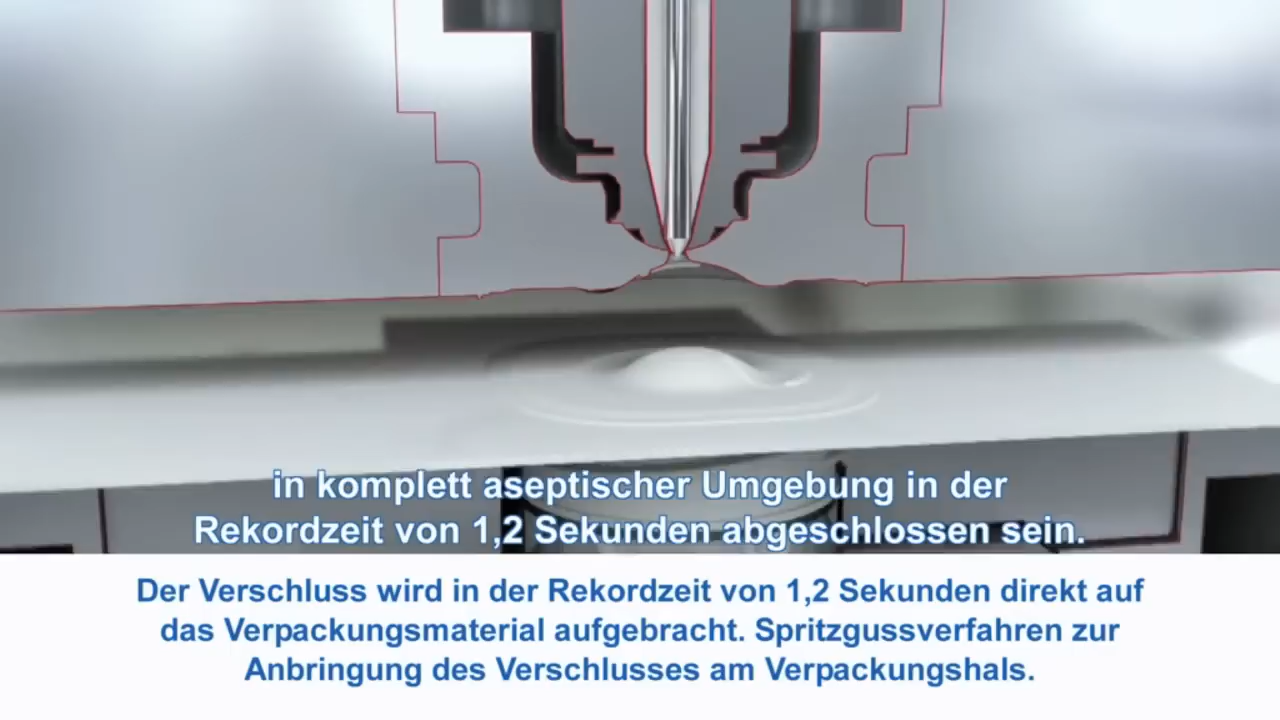 in komplett aseptischer Umgebung in der
Rekordzeit von 1,2 Sekunden abgeschlossen sein.
Der Verschluss wird in der Rekordzeit von 1,2 Sekunden direkt auf
das Verpackungsmaterial aufgebracht. Spritzgussverfahren zur
Anbringung des Verschlusses am Verpackungshals.